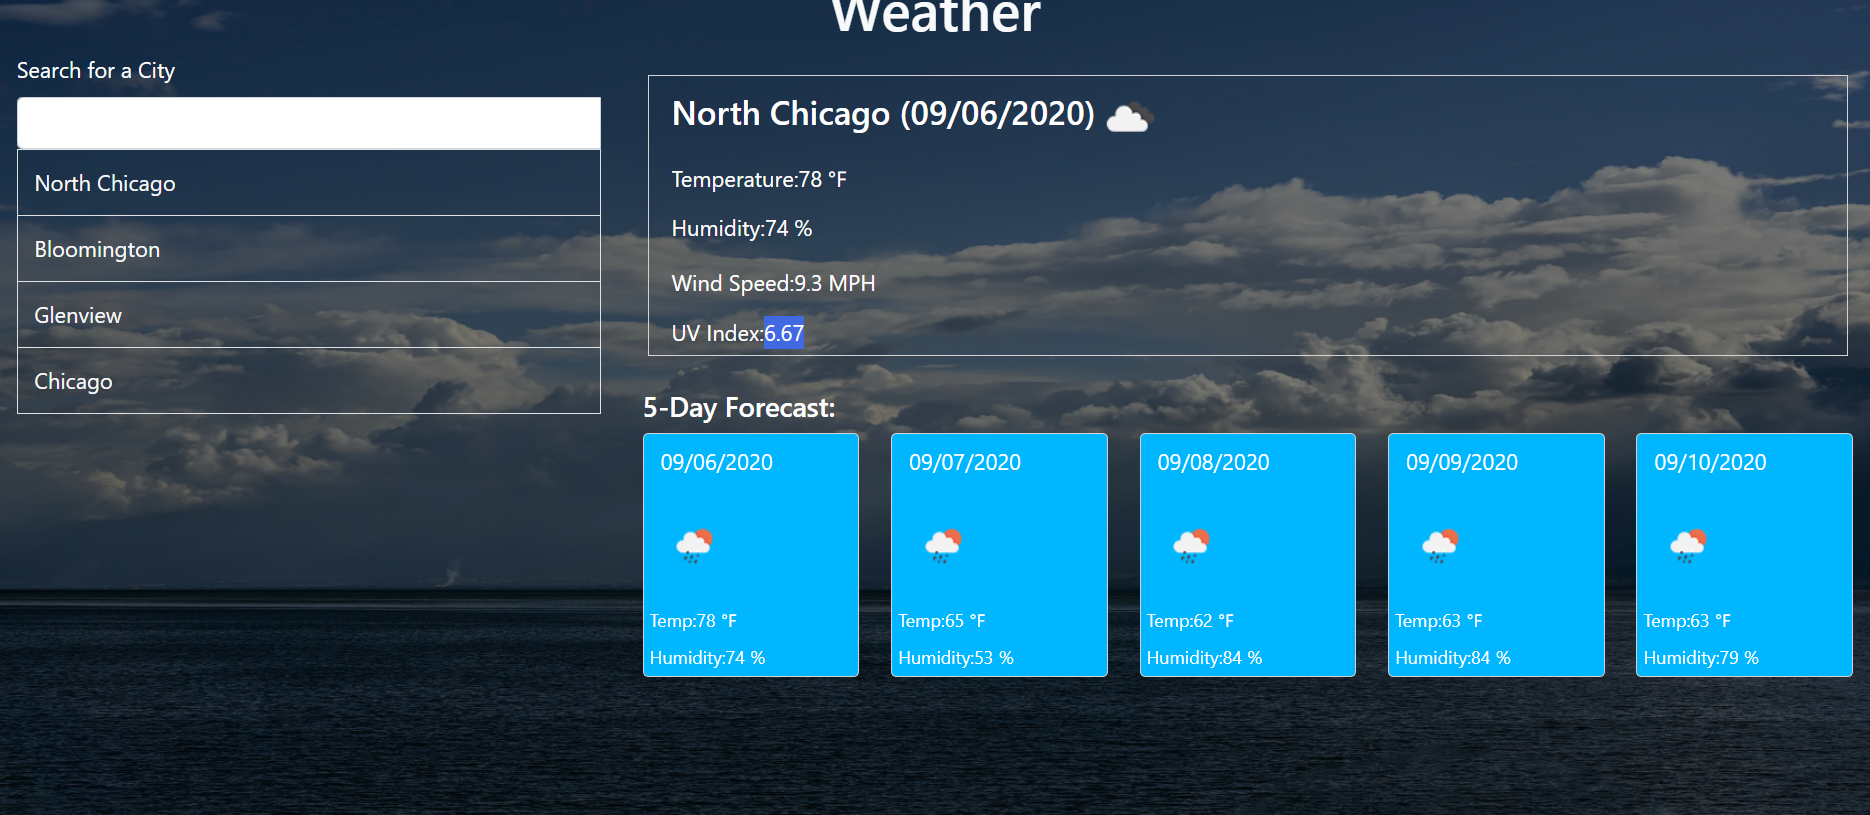 Weather
Search for a City
North Chicago
Bloomington
Glenview
Chicago
North Chicago (09/06/2020)
Temperature:78 °F
Humidity:74 %
Wind Speed:9.3 MPH
UV Index:6.67
5-Day Forecast:
09/06/2020
Temp:78 °F
Humidity:74 %
09/07/2020
Temp:65 °F
Humidity:53 %
09/08/2020
Temp:62 °F
Humidity:84 %
09/09/2020
Temp:63 °F
Humidity:84 %
09/10/2020
Temp:63 °F
Humidity:79 %